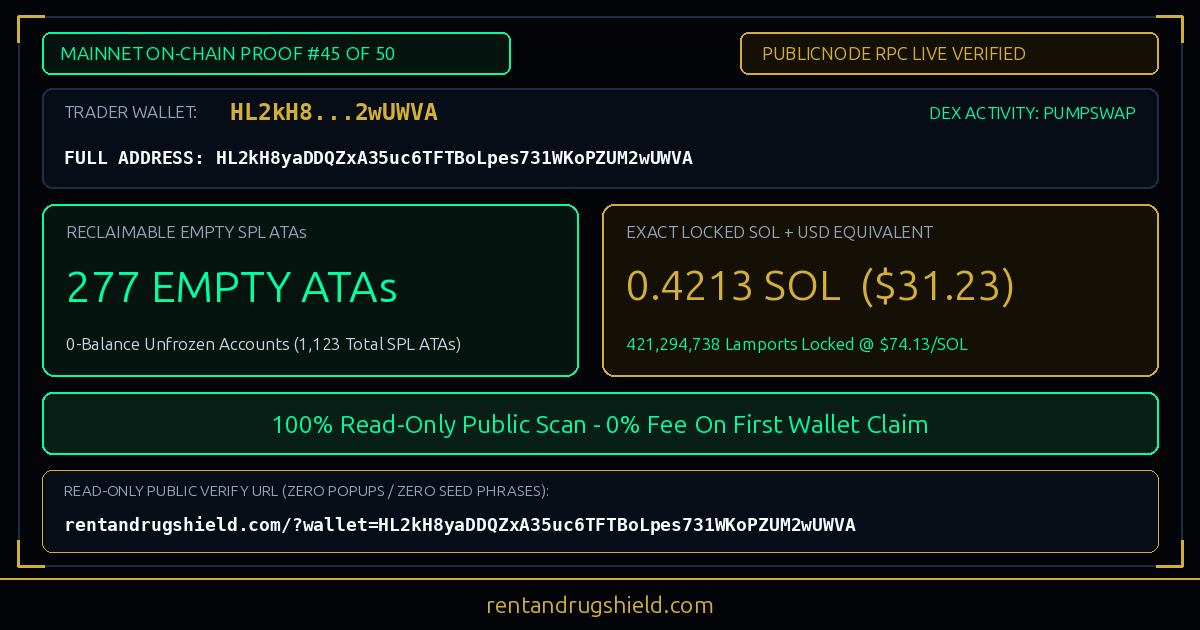 MAINNET ON-CHAIN PROOF #45 OF 50
PUBLICNODE RPC LIVE VERIFIED
TRADER WALLET: HL2kH8...2wUWVA
DEX ACTIVITY: PUMPSWAP
FULL ADDRESS: HL2kH8yaDDQZxA35uc6TFTBoLpes731WKoPZUM2wUWVA
RECLAIMABLE EMPTY SPL ATAs
277 EMPTY ATAs
0-Balance Unfrozen Accounts (1,123 Total SPL ATAs)
EXACT LOCKED SOL + USD EQUIVALENT
0.4213 SOL ($31.23)
421,294,738 Lamports Locked @ $74.13/SOL
100% Read-Only Public Scan - 0% Fee On First Wallet Claim
READ-ONLY PUBLIC VERIFY URL (ZERO POPUPS / ZERO SEED PHRASES):
rentandrugshield.com/?wallet=HL2kH8yaDDQZxA35uc6TFTBoLpes731WKoPZUM2wUWVA
rentandrugshield.com